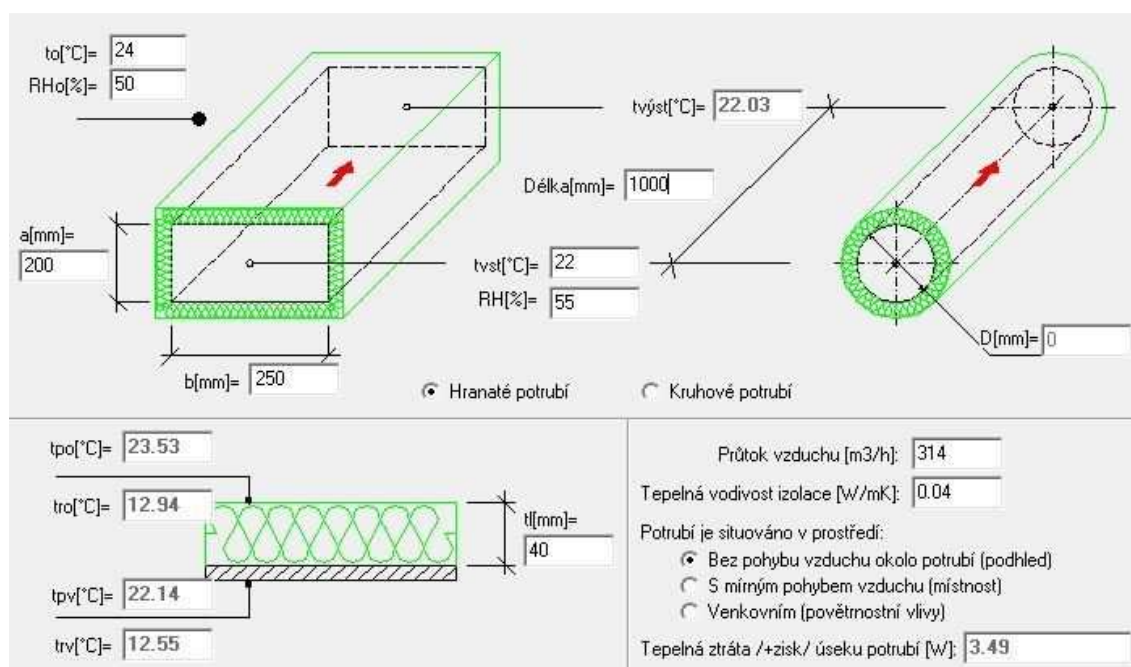 to[°C]= 24
RHo[%]= 50
tvýst[°C]= 22.03
Délka[mm]= 1000
a[mm]=
200
tvst[°C]= 22
RH[%]= 55
D[mm]= 0
b[mm]= 250
Hranaté potrubí
Kruhové potrubí
tpo[°C]= 23.53
tro[°C]= 12.94
tl[mm]=
40
tpv[°C]= 22.14
trv[°C]= 12.55
Průtok vzduchu [m3/h]: 314
Tepelná vodivost izolace [W/mK]: 0.04
Potrubí je situováno v prostředí:
Bez pohybu vzduchu okolo potrubí (podhled)
S mírným pohybem vzduchu (místnost)
Venkovním (povětrnostní vlivy)
Tepelná ztráta /+zisk/ úseku potrubí [W]: 3.49